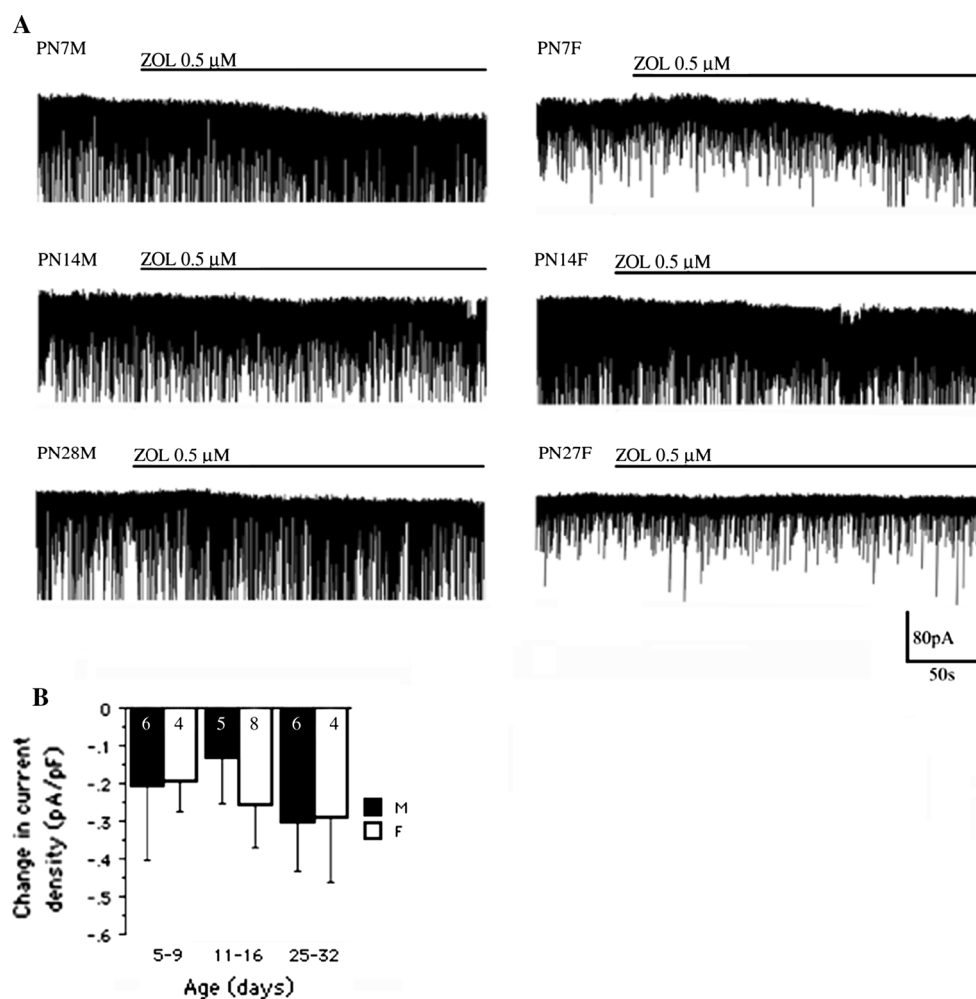 A
PN7M
ZOL 0.5 µM
PN7F
ZOL 0.5 µM
PN14M
ZOL 0.5 µM
PN14F
ZOL 0.5 µM
PN28M
ZOL 0.5 µM
PN27F
ZOL 0.5 µM
80pA
50s
B
Change in current
density (pA/pF)
0
-.1
-.2
-.3
-.4
-.5
-.6
6 4 5 8 6 4
M
F
5-9 11-16 25-32
Age (days)